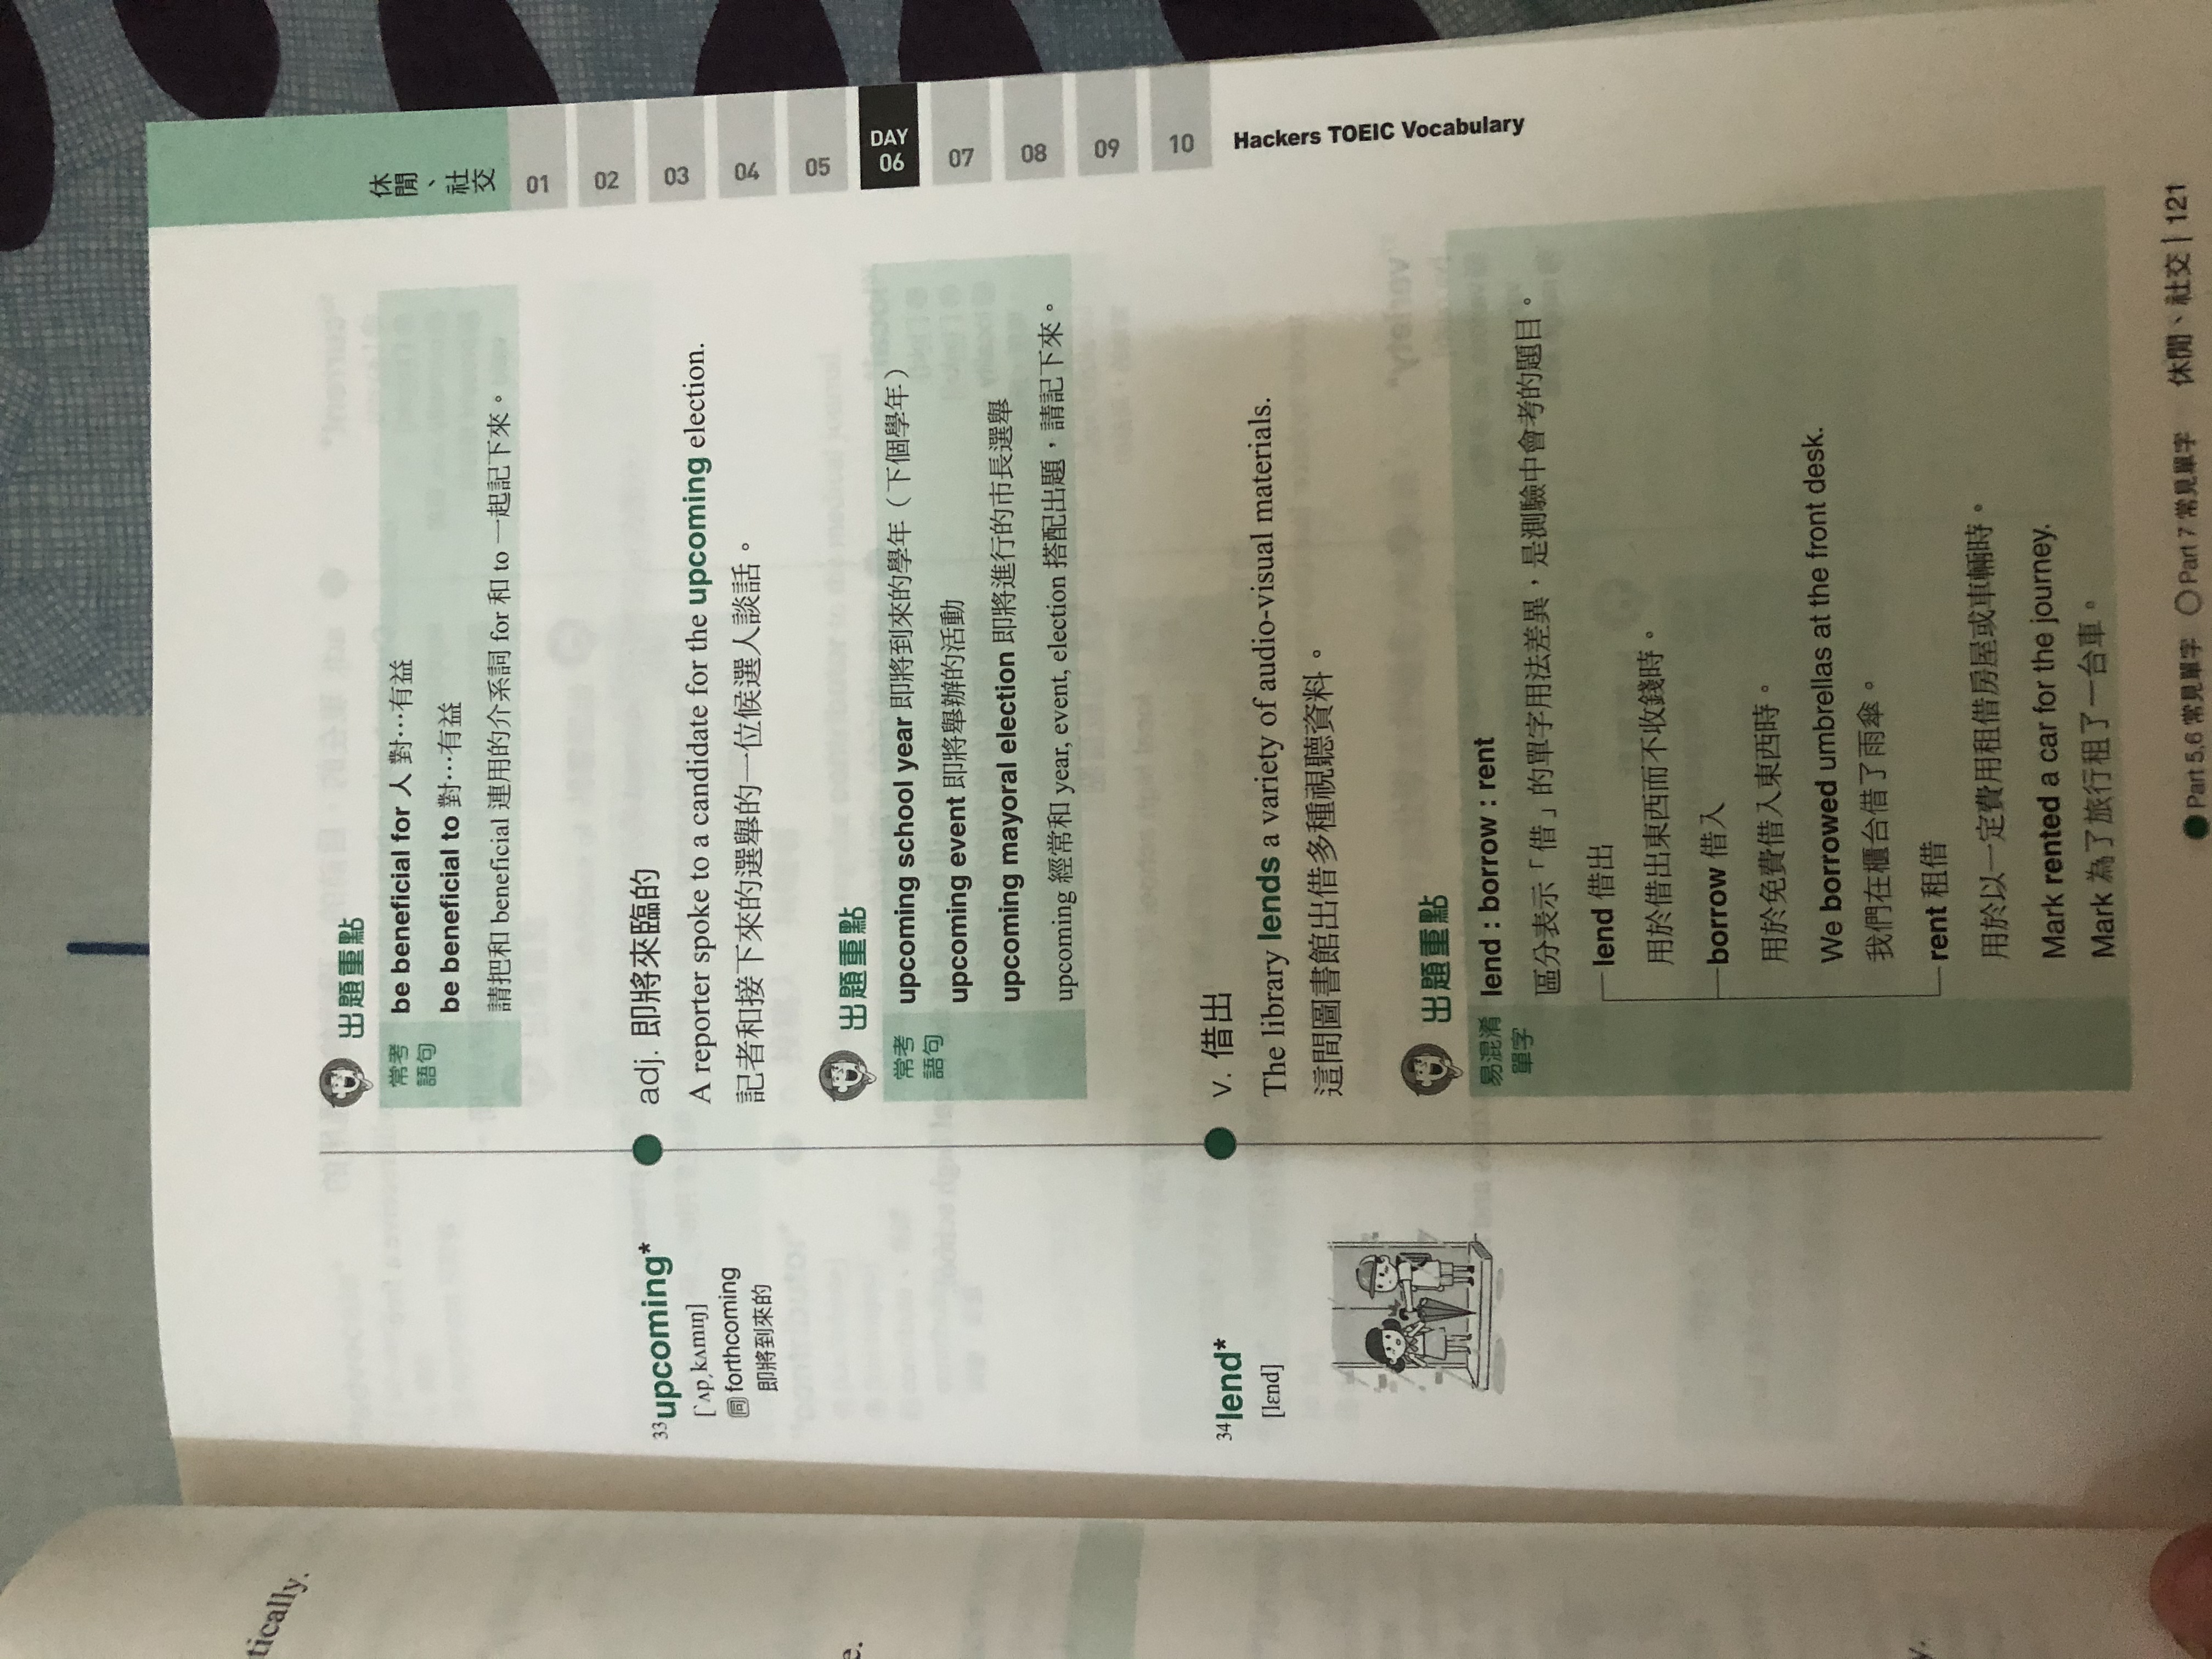 tically.
e.
y.
出題重點
常考語句
be beneficial for 人 對…有益
be beneficial to 對…有益
請把和 beneficial 連用的介系詞 for 和 to 一起記下來。
33upcoming*
[ˋʌpˏkʌmɪŋ]
同 forthcoming
即將到來的
adj. 即將來臨的
A reporter spoke to a candidate for the upcoming election.
記者和接下來的選舉的一位候選人談話。
出題重點
常考語句
upcoming school year 即將到來的學年（下個學年）
upcoming event 即將舉辦的活動
upcoming mayoral election 即將進行的市長選舉
upcoming 經常和 year, event, election 搭配出題，請記下來。
34lend*
[lɛnd]
v. 借出
The library lends a variety of audio-visual materials.
這間圖書館出借多種視聽資料。
出題重點
易混淆單字
lend : borrow : rent
區分表示「借」的單字用法差異，是測驗中會考的題目。
lend 借出
用於借出東西而不收錢時。
borrow 借入
用於免費借入東西時。
We borrowed umbrellas at the front desk.
我們在櫃台借了雨傘。
rent 租借
用於以一定費用租借房屋或車輛時。
Mark rented a car for the journey.
Mark 為了旅行租了一台車。
休閒、社交
01
02
03
04
05
DAY 06
07
08
09
10
Hackers TOEIC Vocabulary
Part 5,6 常見單字 Part 7 常見單字 休閒、社交 | 121